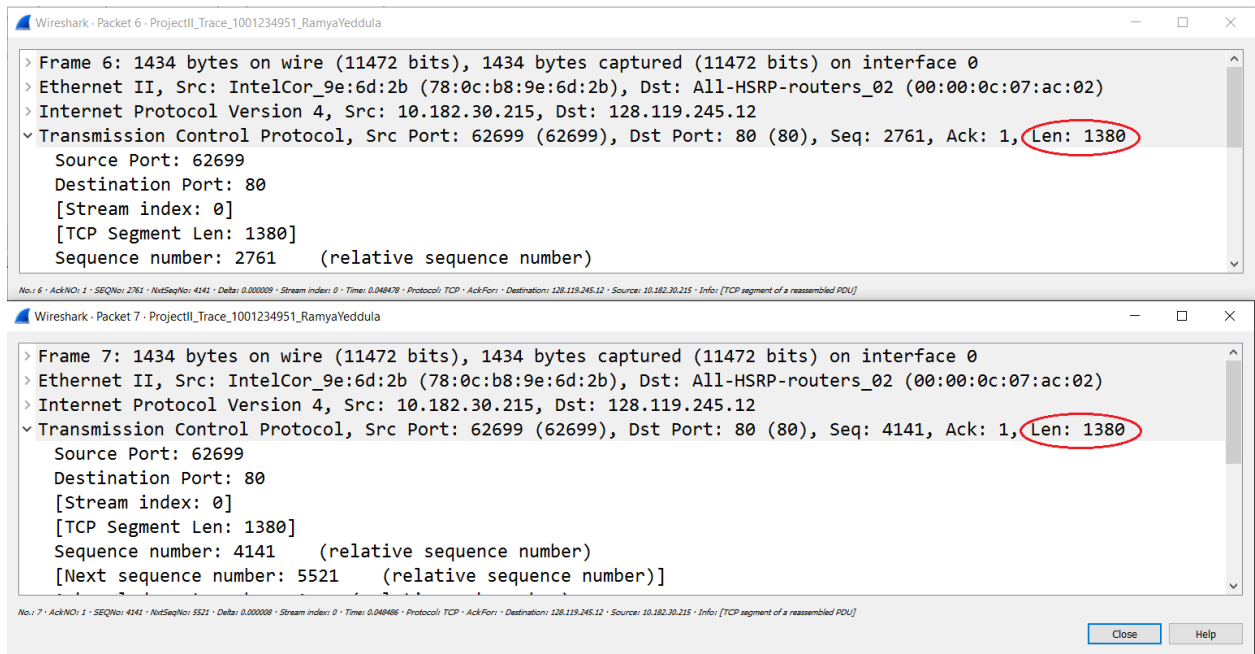 Wireshark · Packet 6 · ProjectII_Trace_1001234951_RamyaYeddula
Frame 6: 1434 bytes on wire (11472 bits), 1434 bytes captured (11472 bits) on interface 0
Ethernet II, Src: IntelCor_9e:6d:2b (78:0c:b8:9e:6d:2b), Dst: All-HSRP-routers_02 (00:00:0c:07:ac:02)
Internet Protocol Version 4, Src: 10.182.30.215, Dst: 128.119.245.12
Transmission Control Protocol, Src Port: 62699 (62699), Dst Port: 80 (80), Seq: 2761, Ack: 1, Len: 1380
Source Port: 62699
Destination Port: 80
[Stream index: 0]
[TCP Segment Len: 1380]
Sequence number: 2761 (relative sequence number)
No.: 6 · AckNO: 1 · SEQNo: 2761 · NxtSeqNo: 4141 · Delta: 0.000009 · Stream index: 0 · Time: 0.048478 · Protocol: TCP · AckFor: · Destination: 128.119.245.12 · Source: 10.182.30.215 · Info: [TCP segment of a reassembled PDU]
Wireshark · Packet 7 · ProjectII_Trace_1001234951_RamyaYeddula
Frame 7: 1434 bytes on wire (11472 bits), 1434 bytes captured (11472 bits) on interface 0
Ethernet II, Src: IntelCor_9e:6d:2b (78:0c:b8:9e:6d:2b), Dst: All-HSRP-routers_02 (00:00:0c:07:ac:02)
Internet Protocol Version 4, Src: 10.182.30.215, Dst: 128.119.245.12
Transmission Control Protocol, Src Port: 62699 (62699), Dst Port: 80 (80), Seq: 4141, Ack: 1, Len: 1380
Source Port: 62699
Destination Port: 80
[Stream index: 0]
[TCP Segment Len: 1380]
Sequence number: 4141 (relative sequence number)
[Next sequence number: 5521 (relative sequence number)]
No.: 7 · AckNO: 1 · SEQNo: 4141 · NxtSeqNo: 5521 · Delta: 0.000008 · Stream index: 0 · Time: 0.048486 · Protocol: TCP · AckFor: · Destination: 128.119.245.12 · Source: 10.182.30.215 · Info: [TCP segment of a reassembled PDU]
Close Help